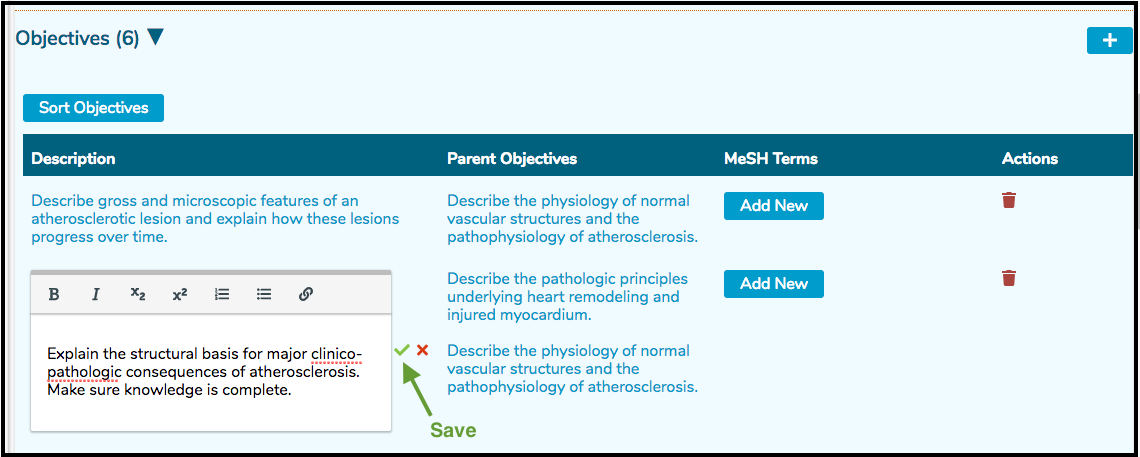 Objectives (6)
Sort Objectives
Description Parent Objectives MeSH Terms Actions
Describe gross and microscopic features of an
atherosclerotic lesion and explain how these lesions
progress over time.
Describe the physiology of normal
vascular structures and the
pathophysiology of atherosclerosis.
Add New
B I x₂ x²
Explain the structural basis for major clinico-
pathologic consequences of atherosclerosis.
Make sure knowledge is complete.
Describe the pathologic principles
underlying heart remodeling and
injured myocardium.
Describe the physiology of normal
vascular structures and the
pathophysiology of atherosclerosis.
Add New
Save